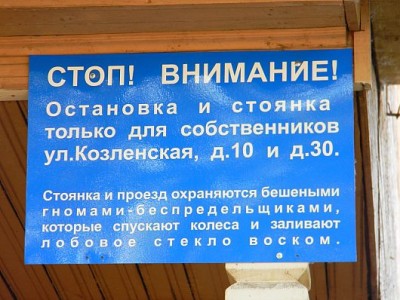 СТОП! ВНИМАНИЕ!
Остановка и стоянка
только для собственников
ул.Козленская, д.10 и д.30.
Стоянка и проезд охраняются бешеными
гномами-беспредельщиками,
которые спускают колеса и заливают
лобовое стекло воском.